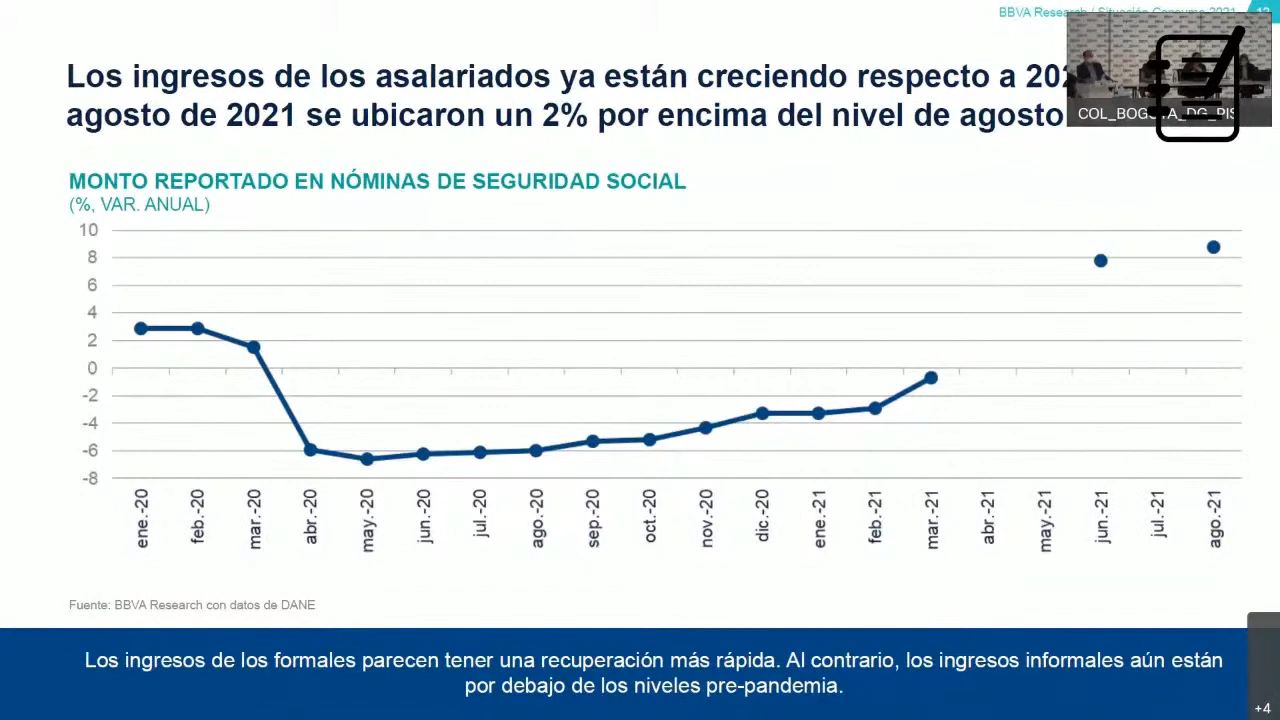 BBVA Research / Situación Consumo 2021
Los ingresos de los asalariados ya están creciendo respecto a
agosto de 2021 se ubicaron un 2% por encima del nivel de agosto
MONTO REPORTADO EN NÓMINAS DE SEGURIDAD SOCIAL
(%, VAR. ANUAL)
10
8
6
4
2
0
-2
-4
-6
-8
ene.-20 feb.-20 mar.-20 abr.-20 may.-20 jun.-20 jul.-20 ago.-20 sep.-20 oct.-20 nov.-20 dic.-20 ene.-21 feb.-21 mar.-21 abr.-21 may.-21 jun.-21 jul.-21 ago.-21
Fuente: BBVA Research con datos de DANE
Los ingresos de los formales parecen tener una recuperación más rápida. Al contrario, los ingresos informales aún están
por debajo de los niveles pre-pandemia.
+4